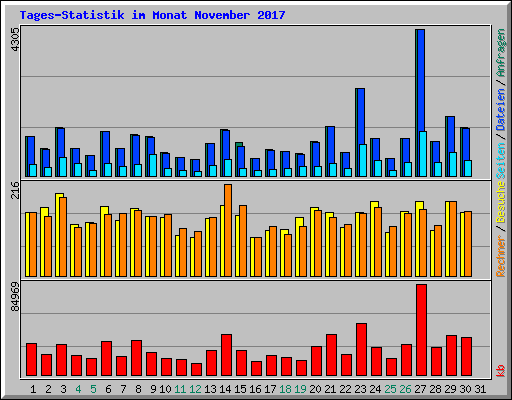 Tages-Statistik im Monat November 2017
4305
216
84969
Rechner / Besuche Seiten / Dateien / Anfragen
kb
1 2 3 4 5 6 7 8 9 10 11 12 13 14 15 16 17 18 19 20 21 22 23 24 25 26 27 28 29 30 31